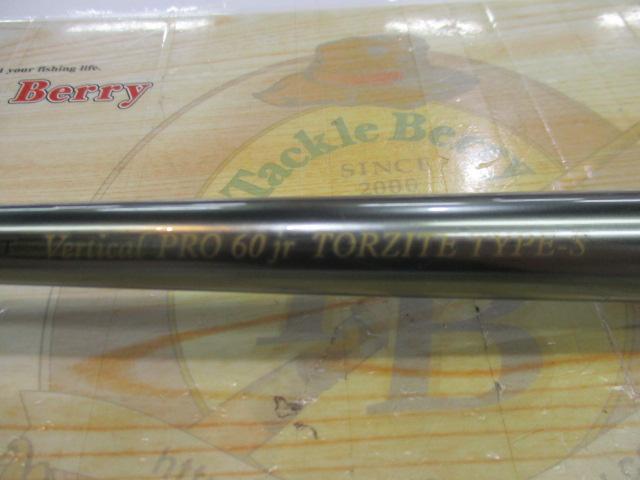 your fishing life.
Berry
Tackle Berry
SINCE
2000
Vertical PRO 60 jr TORZITE TYPE-S
B